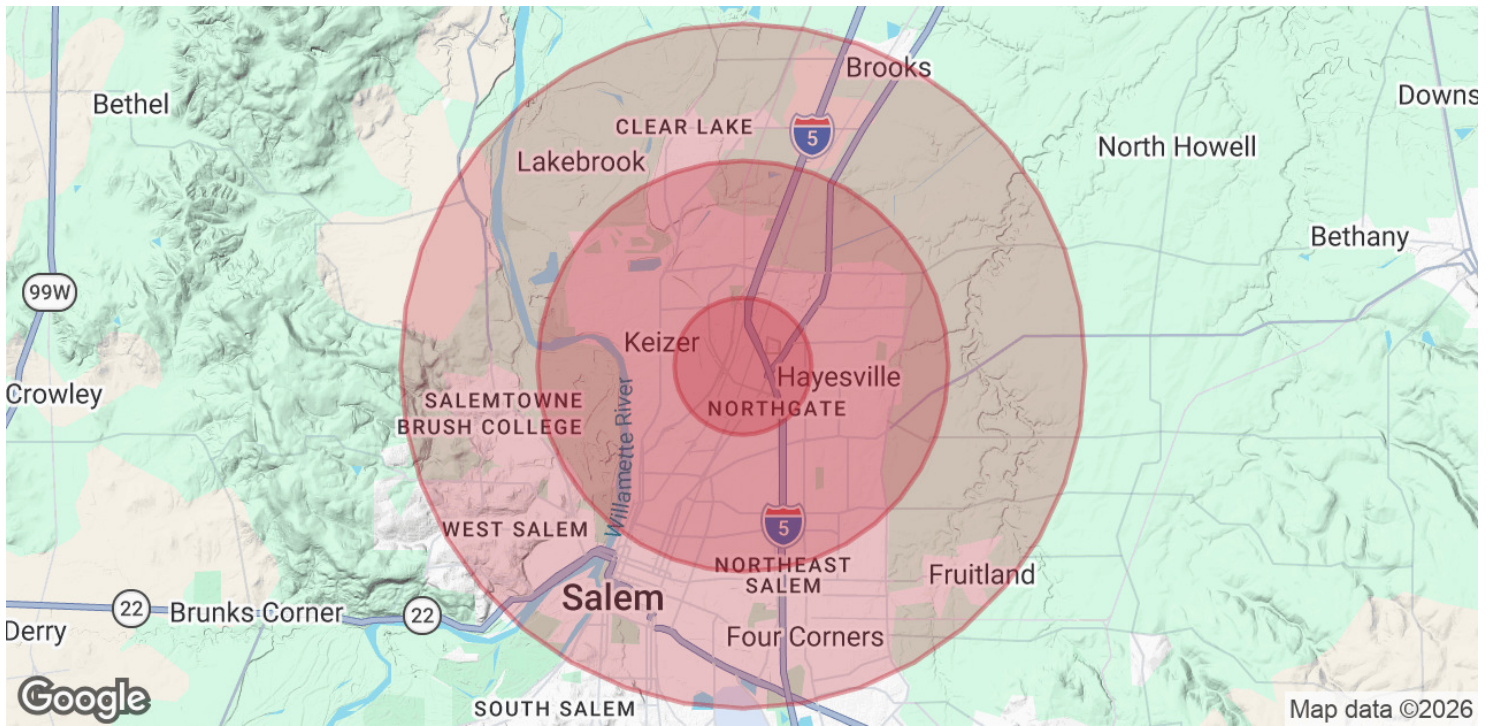 Brooks
Bethel
Downs
CLEAR LAKE
5
North Howell
Lakebrook
Bethany
99W
Keizer
Hayesville
Crowley
SALEMTOWNE
BRUSH COLLEGE
NORTHGATE
Willamette River
WEST SALEM
5
NORTHEAST
SALEM
Fruitland
Salem
22
Brunks Corner
22
Derry
Four Corners
SOUTH SALEM
Google
Map data ©2026